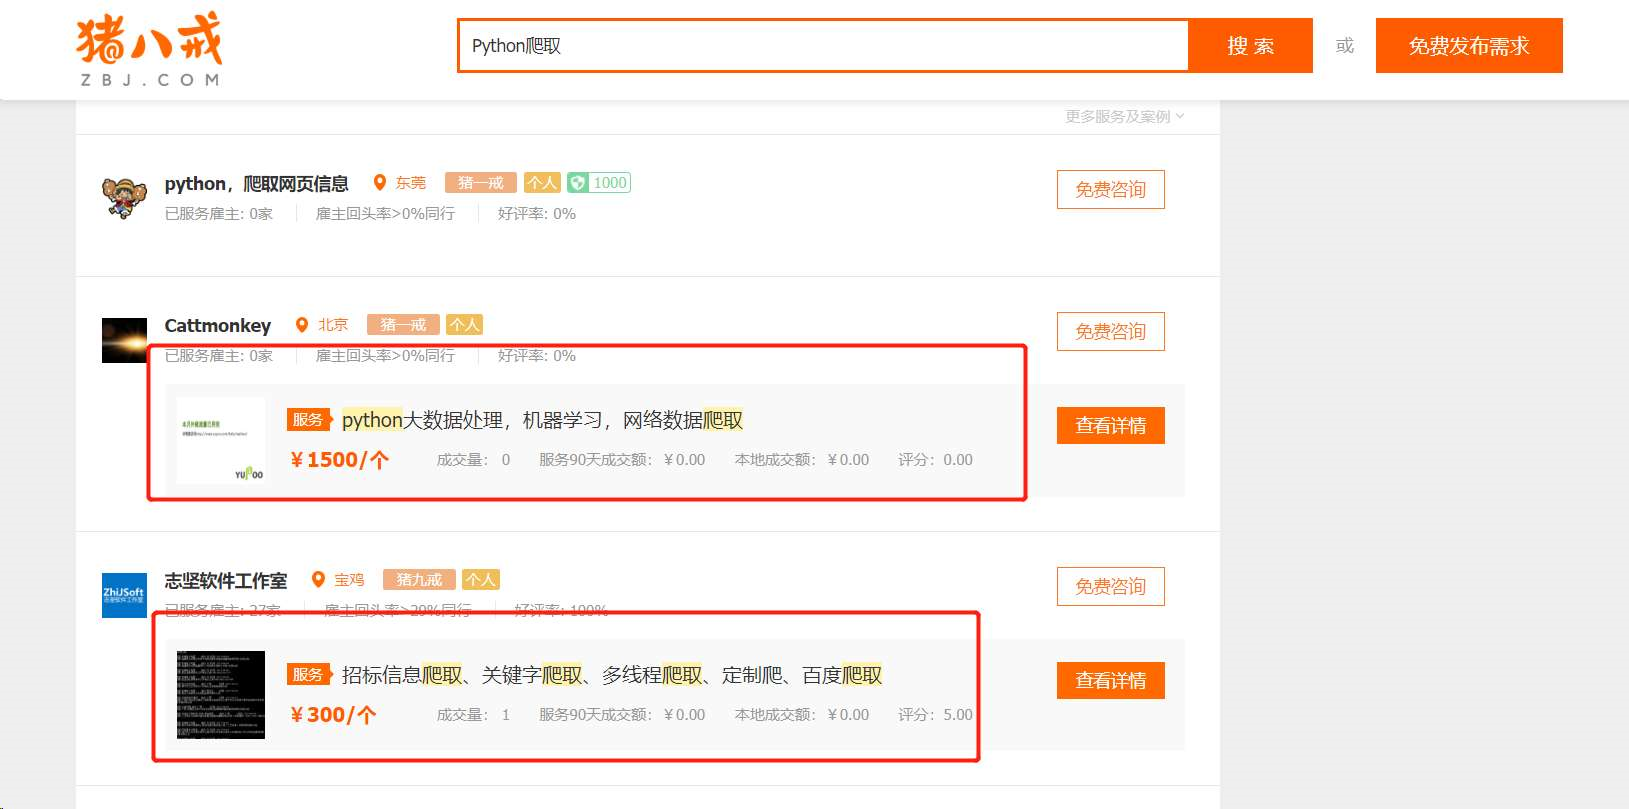 猪八戒
ZBJ.COM
Python爬取
搜 索
或
免费发布需求
更多服务及案例
python，爬取网页信息 东莞 猪一戒 个人 1000
免费咨询
已服务雇主: 0家 雇主回头率>0%同行 好评率: 0%
Cattmonkey 北京 猪一戒 个人
免费咨询
已服务雇主: 0家 雇主回头率>0%同行 好评率: 0%
服务 python大数据处理，机器学习，网络数据爬取
查看详情
¥1500/个 成交量： 0 服务90天成交额：¥0.00 本地成交额：¥0.00 评分：0.00
YUPOO
志坚软件工作室 宝鸡 猪九戒 个人
免费咨询
ZhiJSoft
志坚软件工作室
已服务雇主: 27家 雇主回头率>29%同行 好评率: 100%
服务 招标信息爬取、关键字爬取、多线程爬取、定制爬、百度爬取
查看详情
¥300/个 成交量： 1 服务90天成交额：¥0.00 本地成交额：¥0.00 评分：5.00